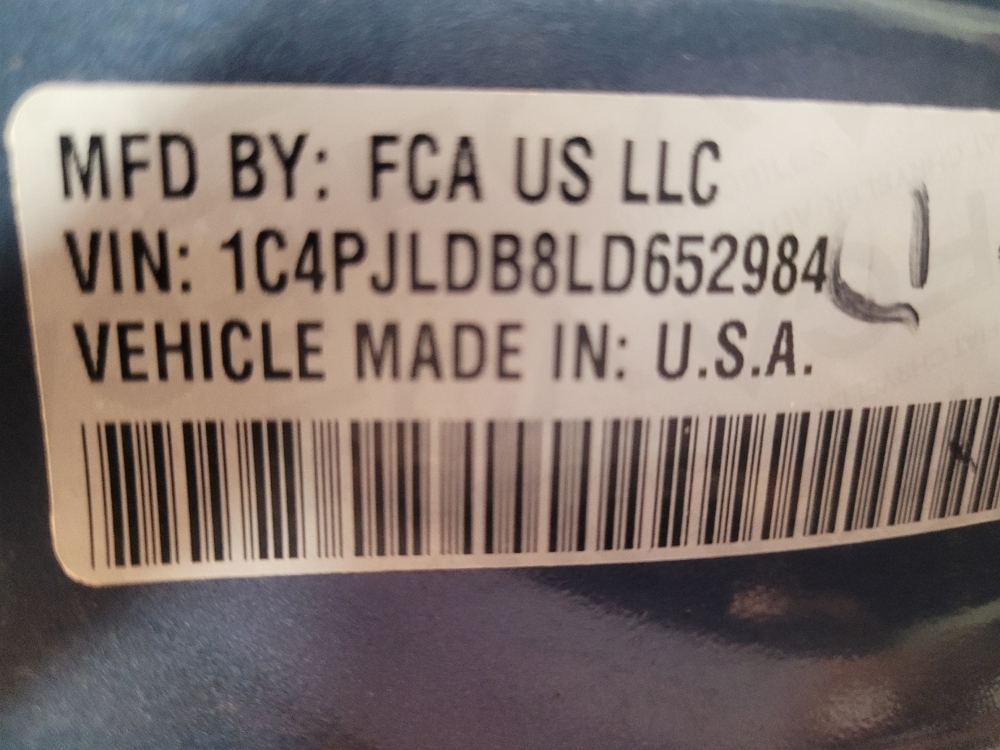 MFD BY: FCA US LLC
VIN: 1C4PJLDB8LD652984
VEHICLE MADE IN: U.S.A.